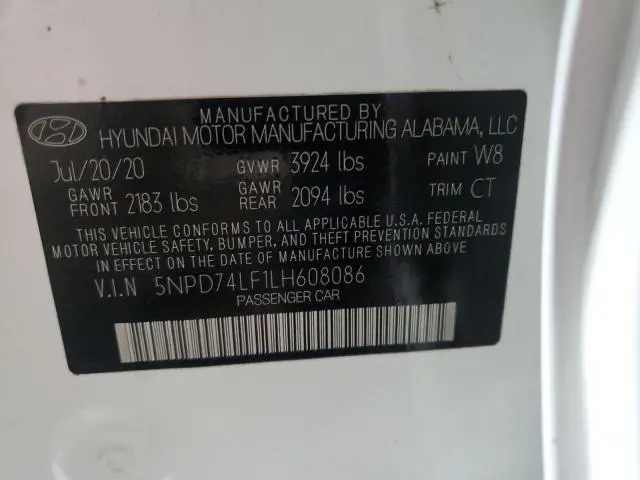 MANUFACTURED BY
HYUNDAI MOTOR MANUFACTURING ALABAMA, LLC
Jul/20/20 GVWR 3924 lbs PAINT W8
GAWR FRONT 2183 lbs GAWR REAR 2094 lbs TRIM CT
THIS VEHICLE CONFORMS TO ALL APPLICABLE U.S.A. FEDERAL
MOTOR VEHICLE SAFETY, BUMPER, AND THEFT PREVENTION STANDARDS
IN EFFECT ON THE DATE OF MANUFACTURE SHOWN ABOVE.
V.I.N 5NPD74LF1LH608086
PASSENGER CAR